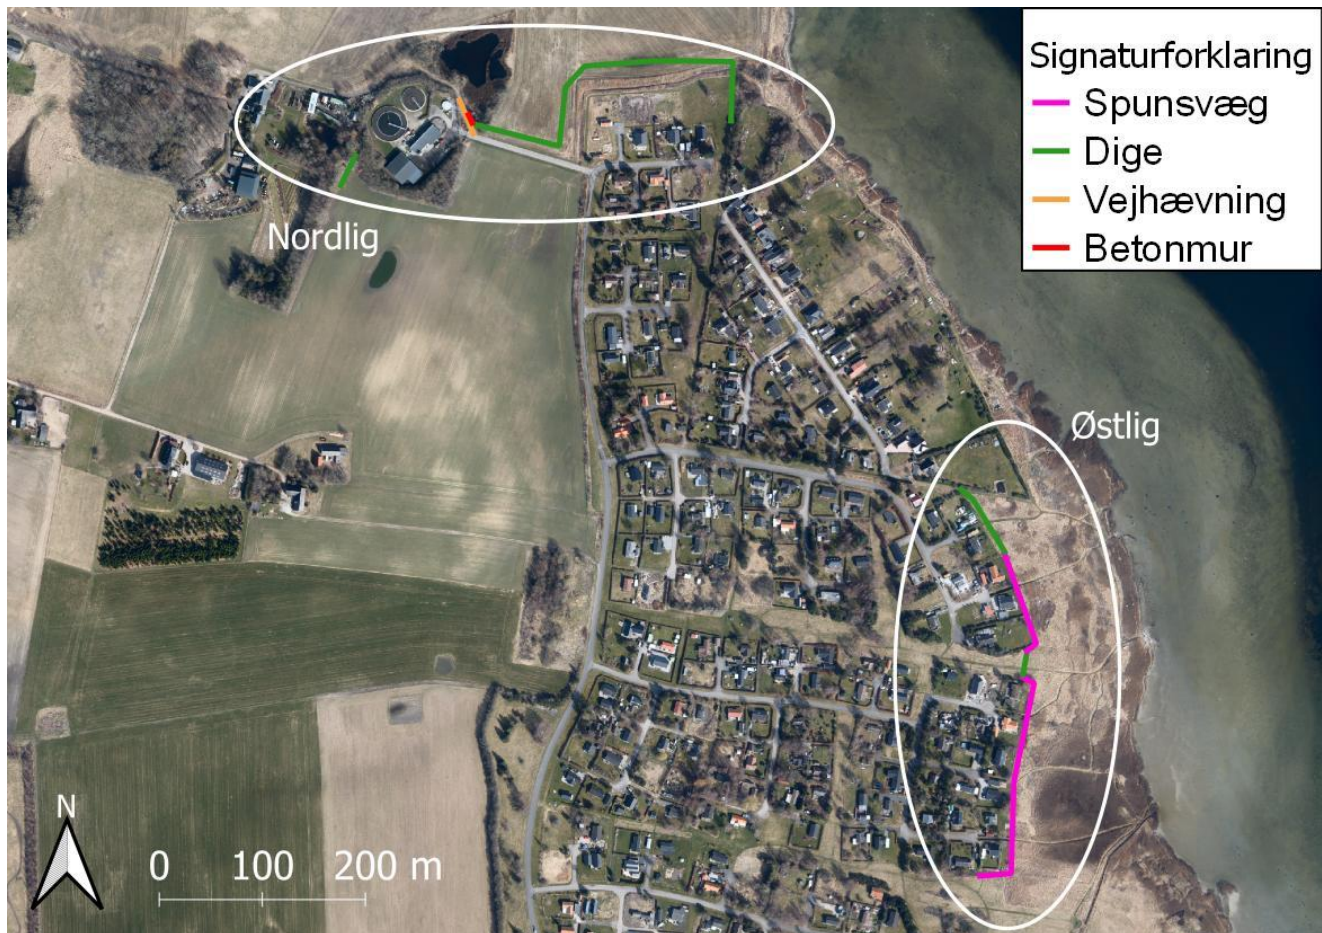 Signaturforklaring
Spunsvæg
Dige
Vejhævning
Betonmur
Nordlig
Østlig
N
0 100 200 m